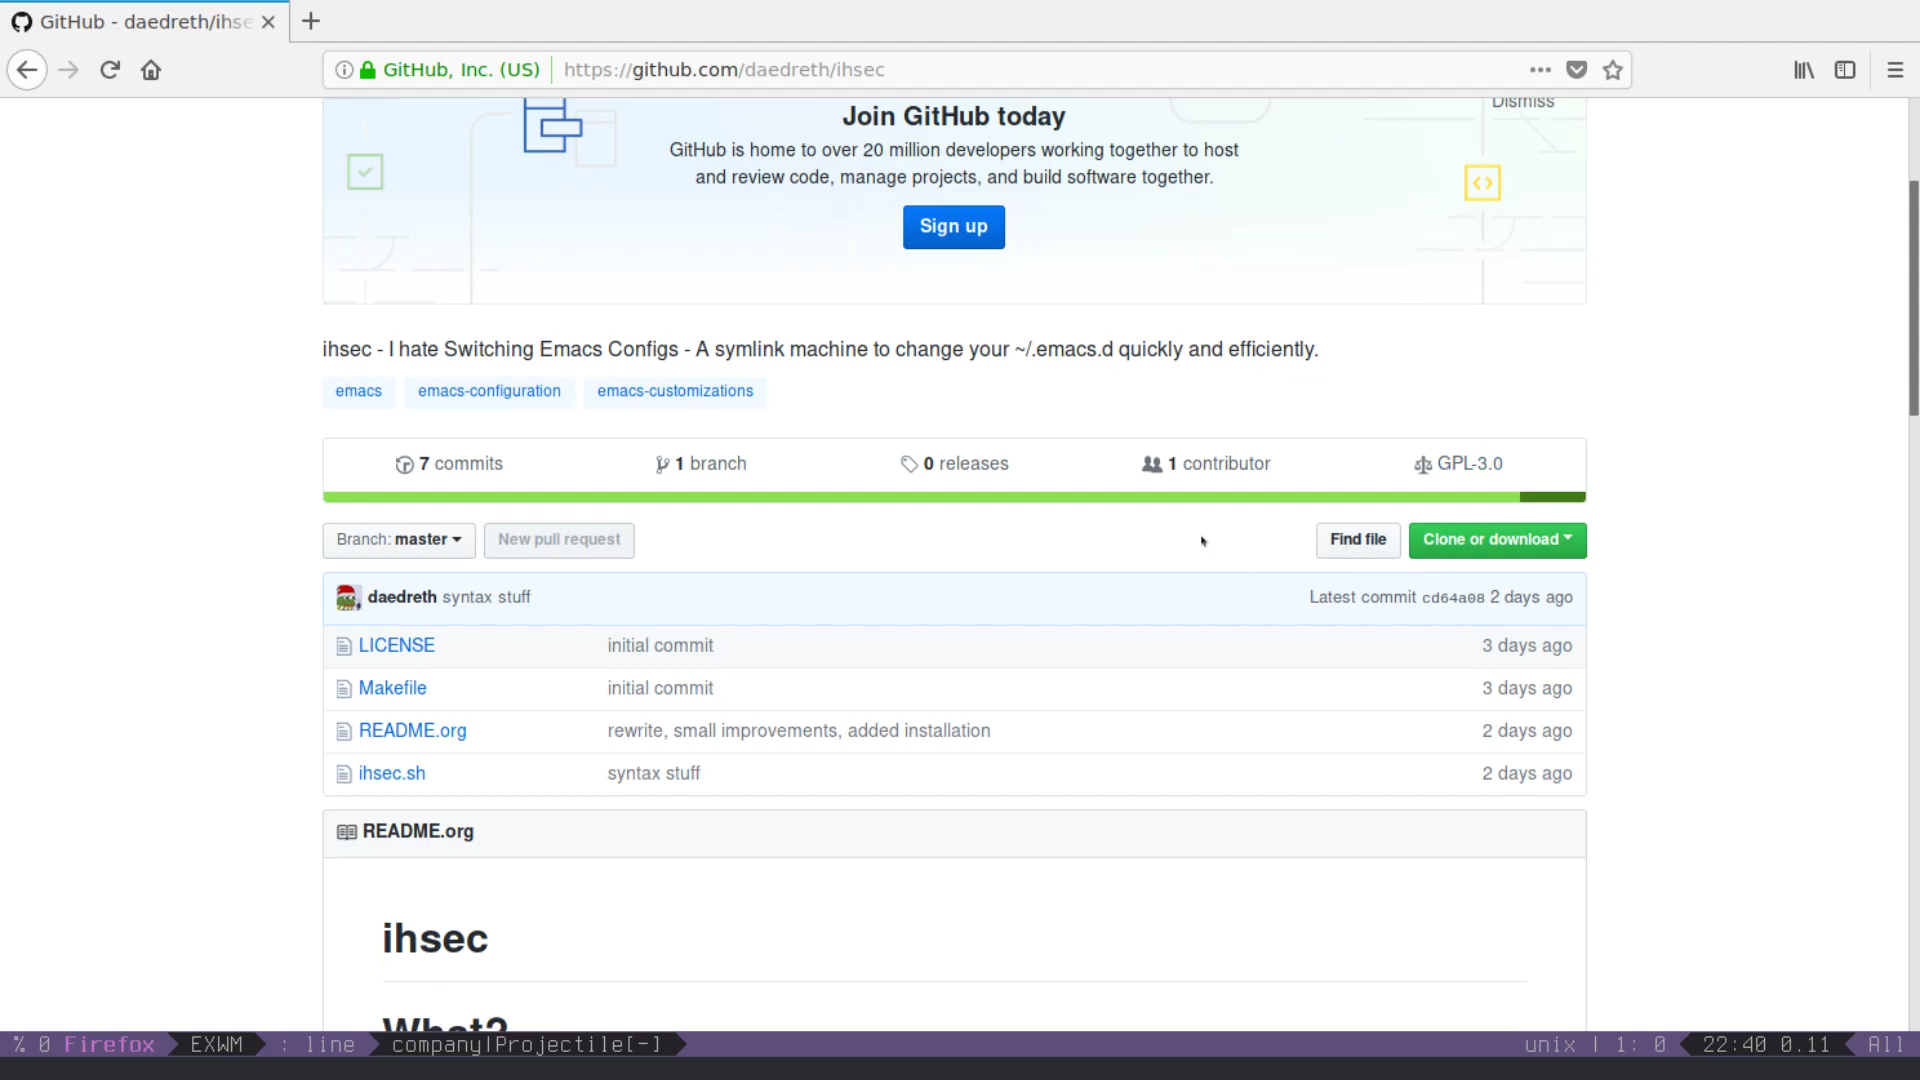 GitHub - daedreth/ihse
GitHub, Inc. (US) https://github.com/daedreth/ihsec
Dismiss
Join GitHub today
GitHub is home to over 20 million developers working together to host
and review code, manage projects, and build software together.
Sign up
ihsec - I hate Switching Emacs Configs - A symlink machine to change your ~/.emacs.d quickly and efficiently.
emacs emacs-configuration emacs-customizations
7 commits 1 branch 0 releases 1 contributor GPL-3.0
Branch: master New pull request Find file Clone or download
daedreth syntax stuff Latest commit cd64a08 2 days ago
LICENSE initial commit 3 days ago
Makefile initial commit 3 days ago
README.org rewrite, small improvements, added installation 2 days ago
ihsec.sh syntax stuff 2 days ago
README.org
ihsec
What?
% 0 Firefox EXWM : line company|Projectile[-] unix | 1: 0 22:40 0.11 All